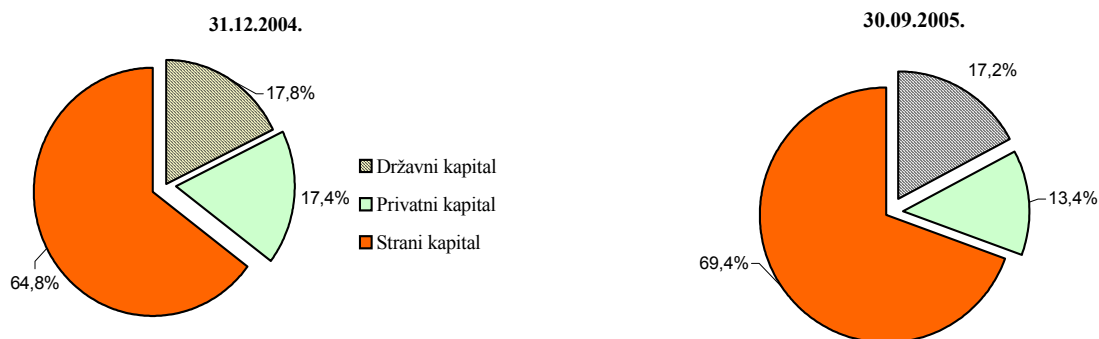 31.12.2004.
17,8%
17,4%
64,8%
Državni kapital
Privatni kapital
Strani kapital
30.09.2005.
17,2%
13,4%
69,4%